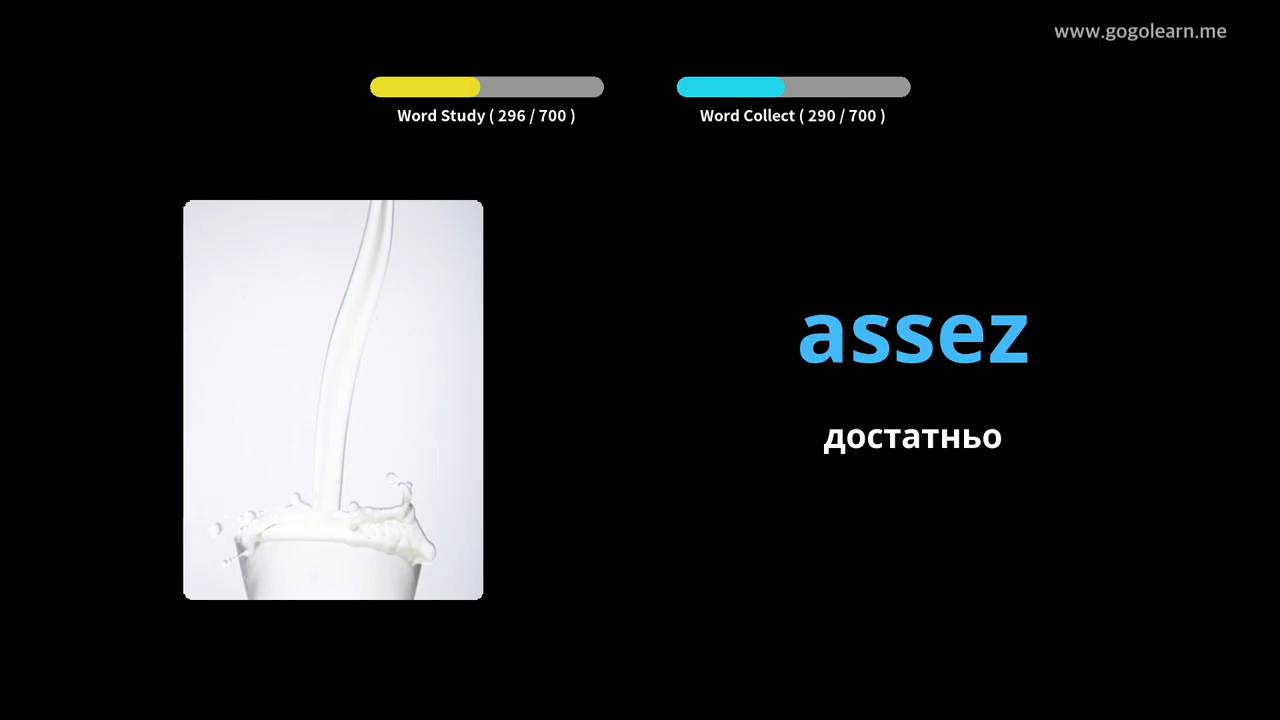 www.gogolearn.me
Word Study ( 296 / 700 )
Word Collect ( 290 / 700 )
assez
достатньо